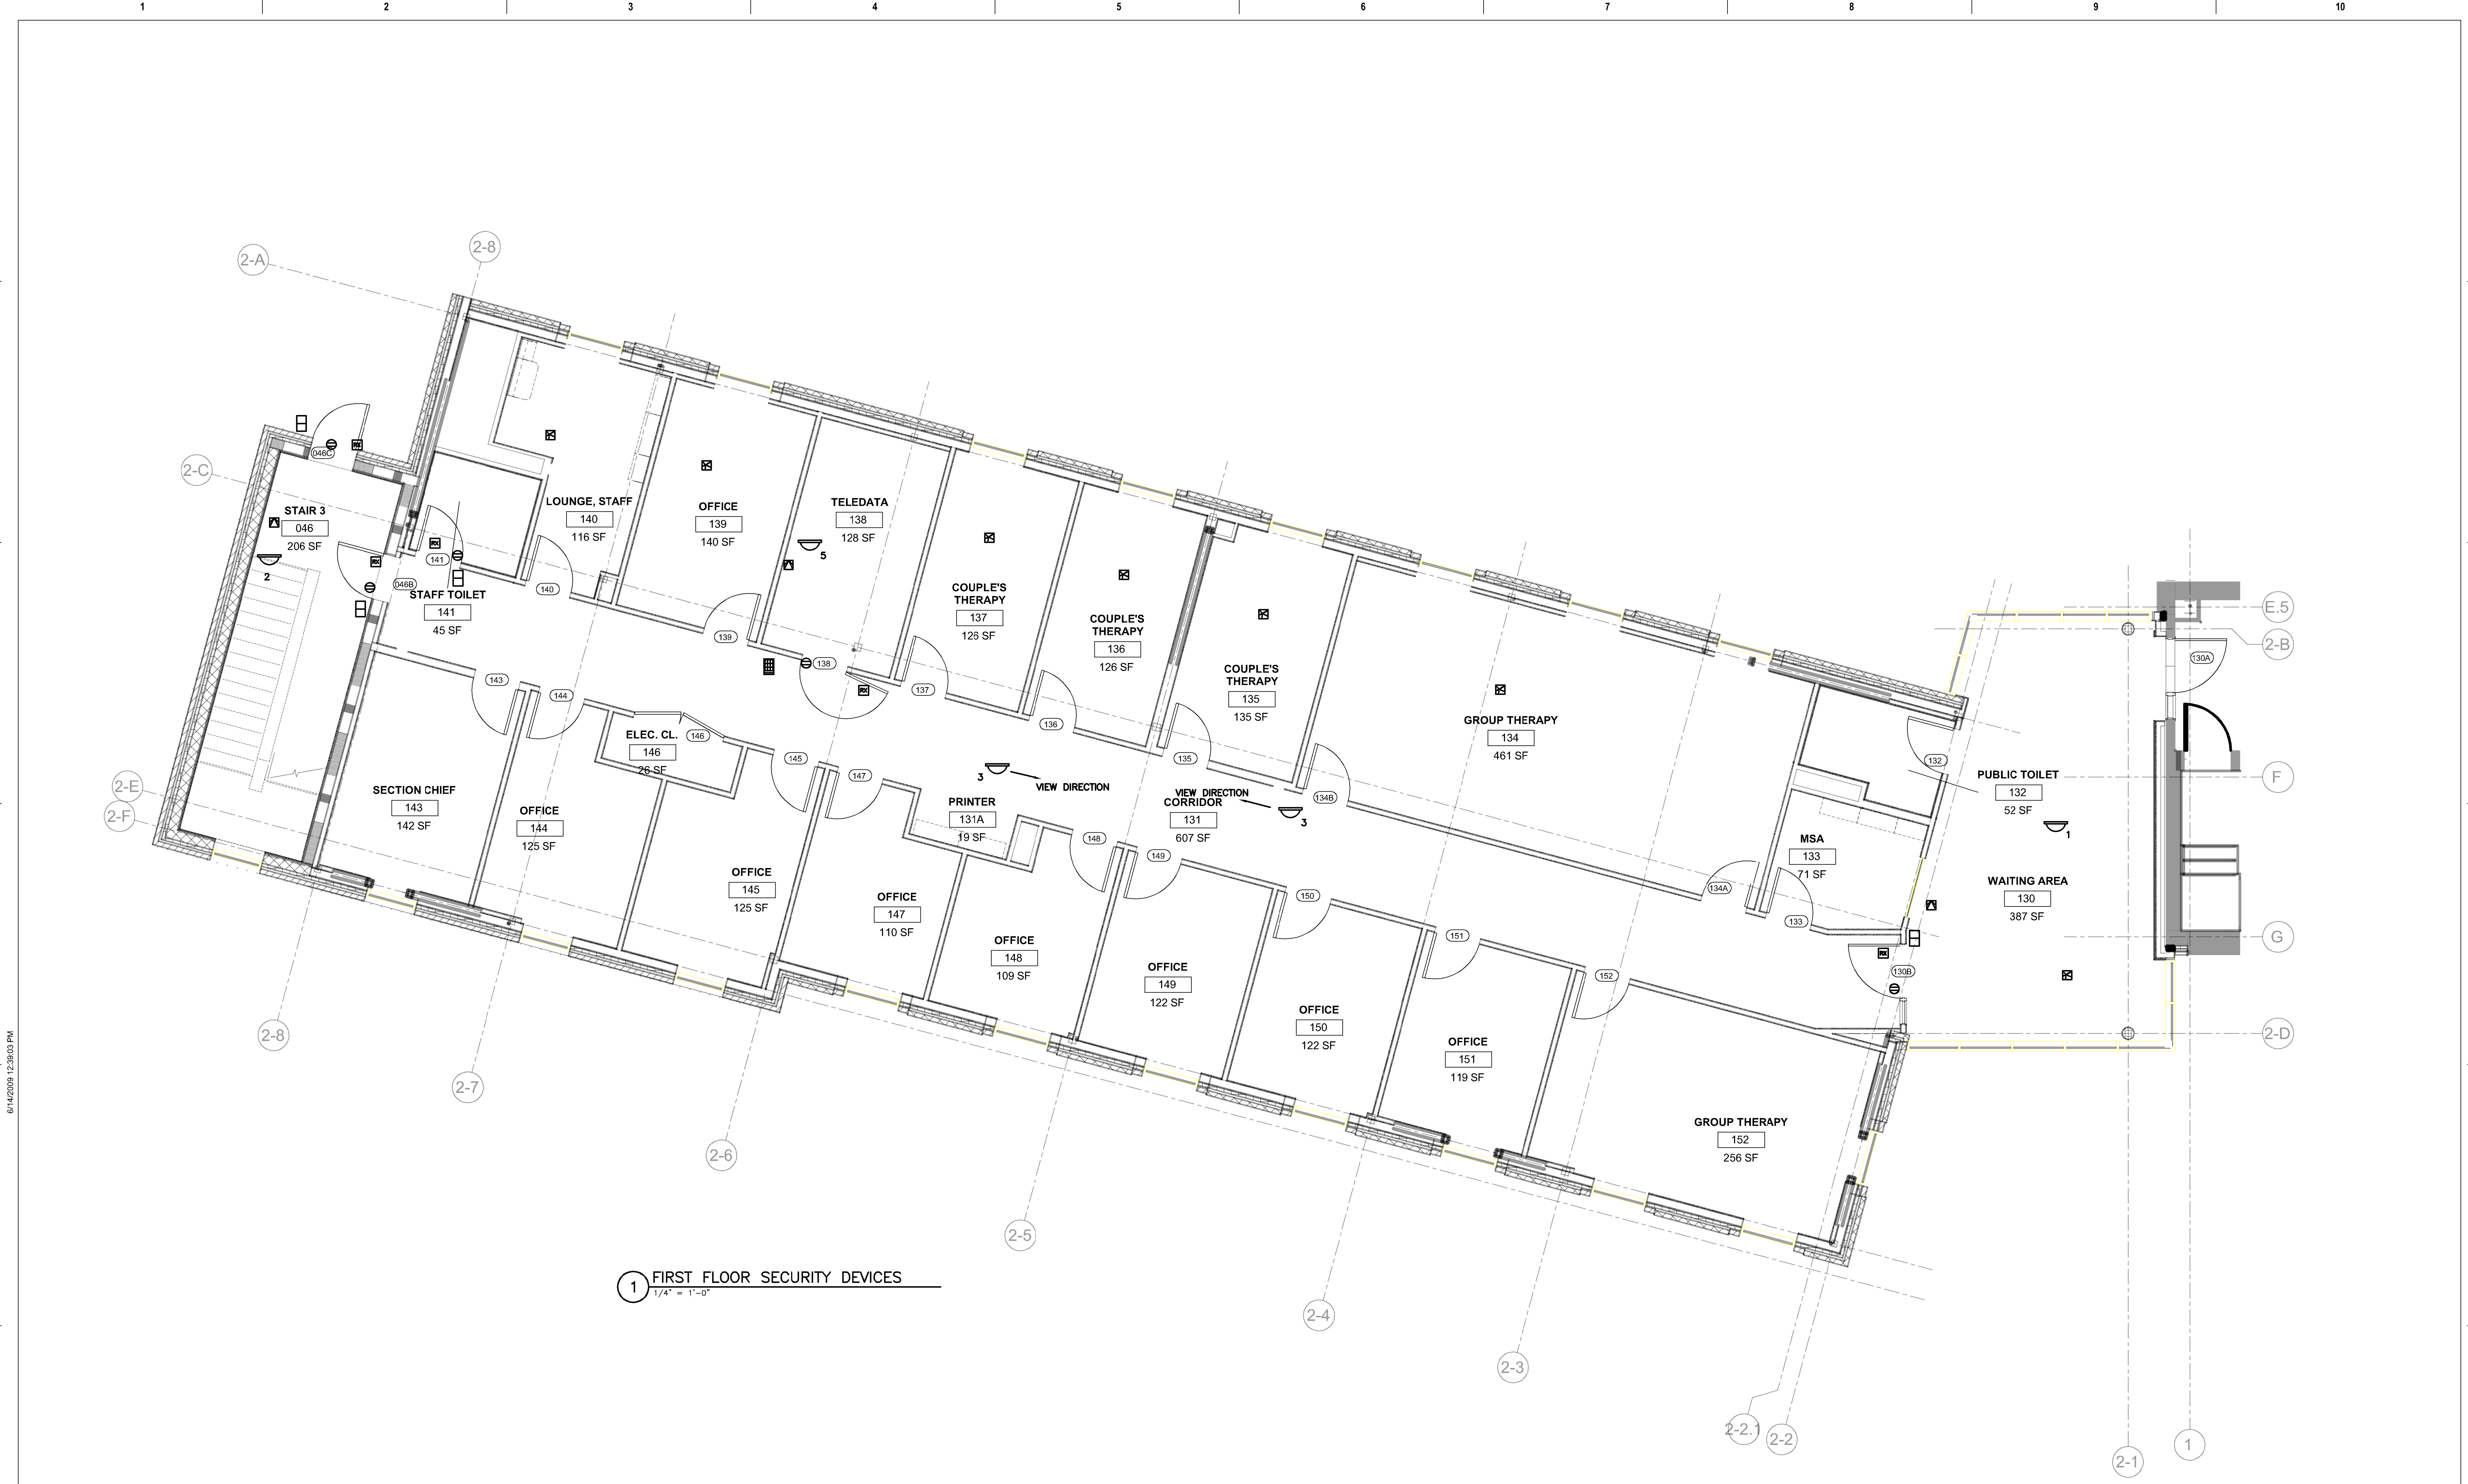 1 2 3 4 5 6 7 8 9 10
2-A
2-8
2-C
E.5
2-B
130A
046C
RX
STAIR 3
046
206 SF
2
RX
046B
RX
141
STAFF TOILET
141
45 SF
LOUNGE, STAFF
140
116 SF
140
OFFICE
139
140 SF
139
TELEDATA
138
128 SF
5
138
RX
COUPLE'S
THERAPY
137
126 SF
137
COUPLE'S
THERAPY
136
126 SF
136
COUPLE'S
THERAPY
135
135 SF
135
GROUP THERAPY
134
461 SF
134B
134A
132
PUBLIC TOILET
132
52 SF
F
1
MSA
133
71 SF
133
WAITING AREA
130
387 SF
G
RX
130B
2-D
2-E
2-F
143
144
SECTION CHIEF
143
142 SF
OFFICE
144
125 SF
ELEC. CL.
146
26 SF
146
145
147
3
VIEW DIRECTION
VIEW DIRECTION
3
PRINTER
131A
19 SF
CORRIDOR
131
607 SF
148
149
150
151
152
OFFICE
145
125 SF
OFFICE
147
110 SF
OFFICE
148
109 SF
OFFICE
149
122 SF
OFFICE
150
122 SF
OFFICE
151
119 SF
GROUP THERAPY
152
256 SF
2-8
2-7
2-6
2-5
2-4
2-3
2-2.1
2-2
2-1
1
1
FIRST FLOOR SECURITY DEVICES
1/4" = 1'-0"
6/14/2009 12:39:03 PM